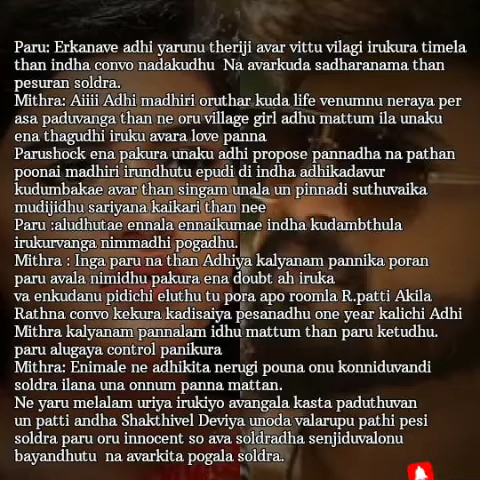 Paru: Erkanave adhi yarunu theriji avar vittu vilagi irukura timela
than indha convo nadakudhu  Na avarkuda sadharanama than
pesuran soldra.
Mithra: Aiiii Adhi madhiri oruthar kuda life venumnu neraya per
asa paduvanga than ne oru village girl adhu mattum ila unaku
ena thagudhi iruku avara love panna
Parushock ena pakura unaku adhi propose pannadha na pathan
poonai madhiri irundhutu epudi di indha adhikadavur
kudumbakae avar than singam unala un pinnadi suthuvaika
mudijidhu sariyana kaikari than nee
Paru :aludhutae ennala ennaikumae indha kudambthula
irukurvanga nimmadhi pogadhu.
Mithra : Inga paru na than Adhiya kalyanam pannika poran
paru avala nimidhu pakura ena doubt ah iruka
va enkudanu pidichi eluthu tu pora apo roomla R.patti Akila
Rathna convo kekura kadisaiya pesanadhu one year kalichi Adhi
Mithra kalyanam pannalam idhu mattum than paru ketudhu.
paru alugaya control panikura
Mithra: Enimale ne adhikita nerugi pouna onu konniduvandi
soldra ilana una onnum panna mattan.
Ne yaru melalam uriya irukiyo avangala kasta paduthuvan
un patti andha Shakthivel Deviya unoda valarupu pathi pesi
soldra paru oru innocent so ava soldradha senjiduvalonu
bayandhutu  na avarkita pogala soldra.